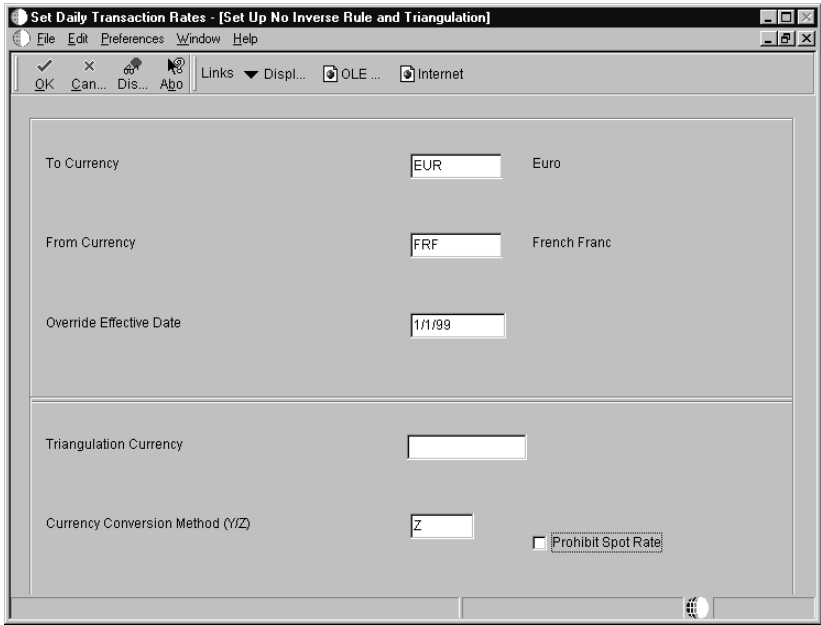 Set Daily Transaction Rates - [Set Up No Inverse Rule and Triangulation]
File Edit Preferences Window Help
OK Can... Dis... Abo Links Displ... OLE ... Internet
To Currency EUR Euro
From Currency FRF French Franc
Override Effective Date 1/1/99
Triangulation Currency
Currency Conversion Method (Y/Z) Z
Prohibit Spot Rate